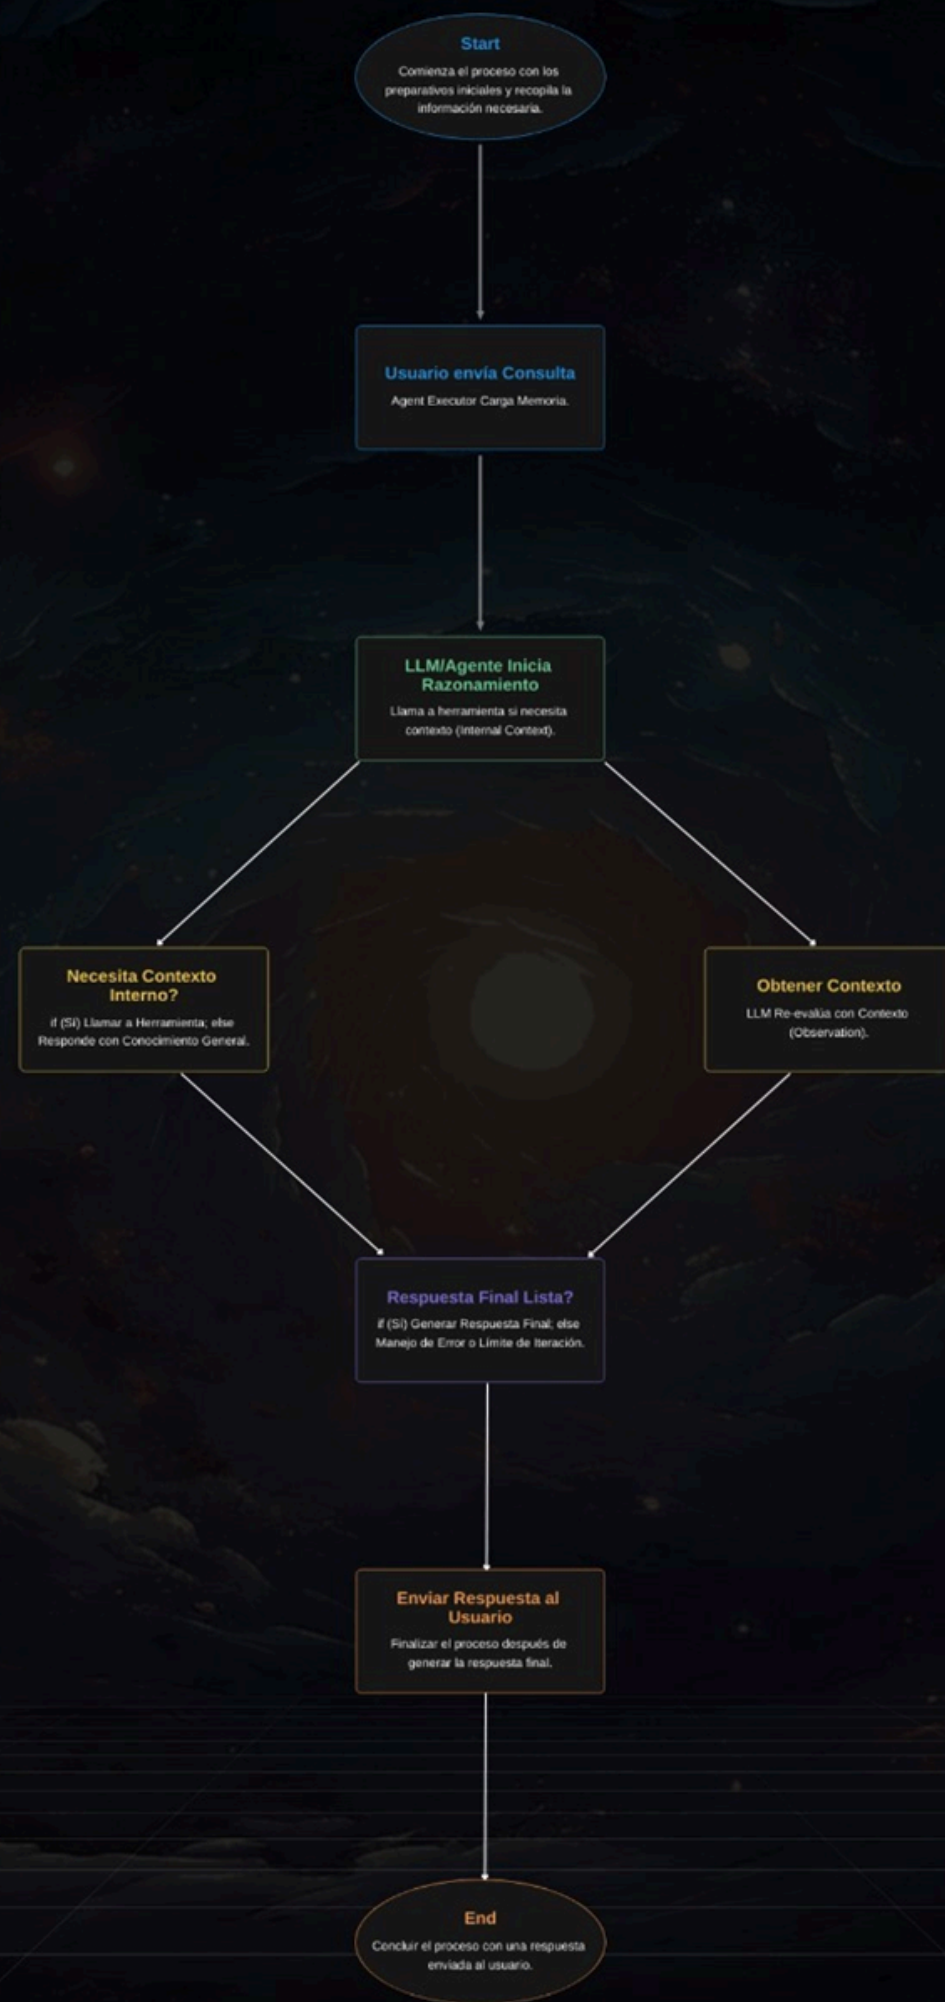 Start
Comienza el proceso con los
preparativos iniciales y recopila la
información necesaria.
Usuario envía Consulta
Agent Executor Carga Memoria.
LLM/Agente Inicia
Razonamiento
Llama a herramienta si necesita
contexto (Internal Context).
Necesita Contexto
Interno?
if (Sí) Llamar a Herramienta; else
Responde con Conocimiento General.
Obtener Contexto
LLM Re-evalúa con Contexto
(Observation).
Respuesta Final Lista?
if (Sí) Generar Respuesta Final; else
Manejo de Error o Límite de Iteración.
Enviar Respuesta al
Usuario
Finalizar el proceso después de
generar la respuesta final.
End
Concluir el proceso con una respuesta
enviada al usuario.